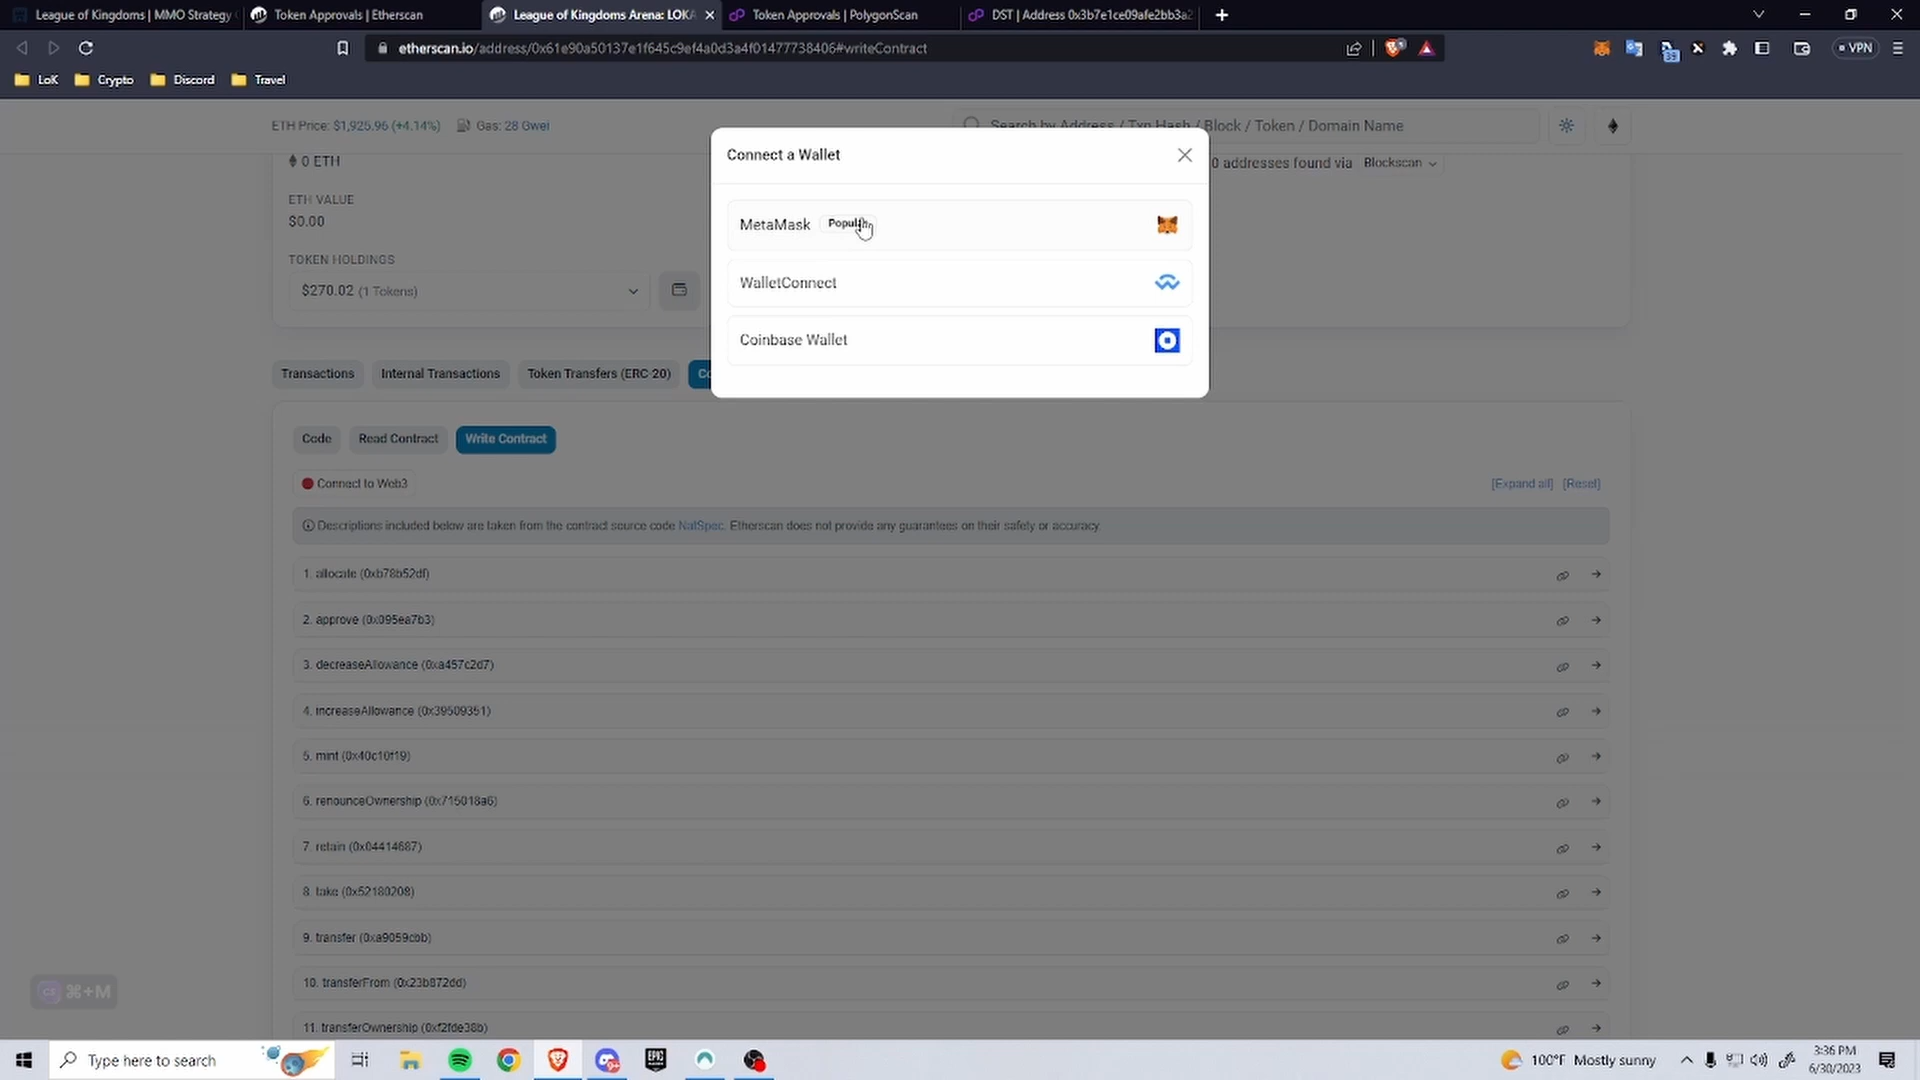 League of Kingdoms | MMO Strategy
Token Approvals | Etherscan
League of Kingdoms Arena: LOKA
Token Approvals | PolygonScan
DST | Address 0x3b7e1ce09afe2bb3a2
etherscan.io/address/0x61e90a50137e1f645c9ef4a0d3a4f01477738406#writeContract
39
VPN
LoK
Crypto
Discord
Travel
ETH Price: $1,925.96 (+4.14%)
Gas: 28 Gwei
Search by Address / Txn Hash / Block / Token / Domain Name
0 ETH
0 addresses found via Blockscan
ETH VALUE
$0.00
TOKEN HOLDINGS
$270.02 (1 Tokens)
Connect a Wallet
MetaMask
WalletConnect
Coinbase Wallet
Transactions
Internal Transactions
Token Transfers (ERC-20)
Code
Read Contract
Write Contract
Connect to Web3
[Expand all] [Reset]
Descriptions included below are taken from the contract source code NatSpec. Etherscan does not provide any guarantees on their safety or accuracy.
1. allocate (0xb78b52df)
2. approve (0x095ea7b3)
3. decreaseAllowance (0xa457c2d7)
4. increaseAllowance (0x39509351)
5. mint (0x40c10f19)
6. renounceOwnership (0x715018a6)
7. retain (0x04414687)
8. take (0x52180208)
9. transfer (0xa9059cbb)
10. transferFrom (0x23b872dd)
11. transferOwnership (0xf2fde38b)
⌘+M
Type here to search
EPIC
100°F Mostly sunny
3:36 PM
6/30/2023